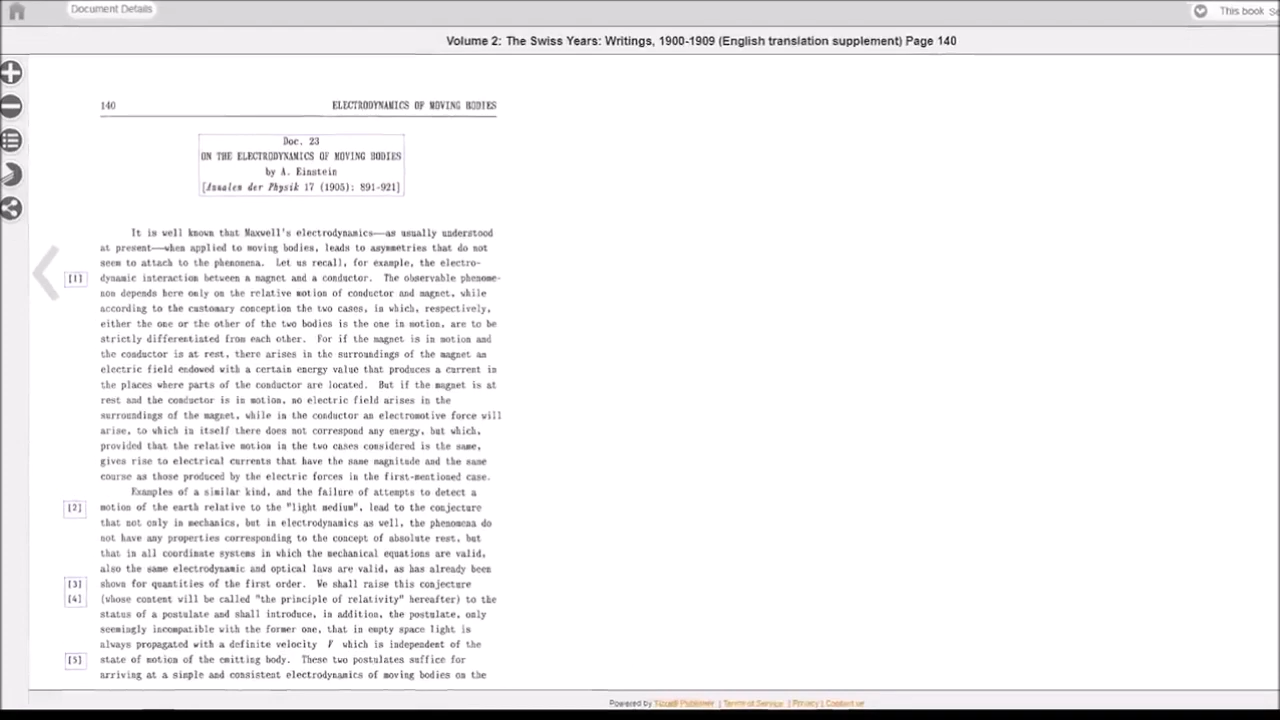 Document Details
This book
Volume 2: The Swiss Years: Writings, 1900-1909 (English translation supplement) Page 140
140 ELECTRODYNAMICS OF MOVING BODIES
Doc. 23
ON THE ELECTRODYNAMICS OF MOVING BODIES
by A. Einstein
[Annalen der Physik 17 (1905): 891-921]
It is well known that Maxwell's electrodynamics—as usually understood
at present—when applied to moving bodies, leads to asymmetries that do not
seem to attach to the phenomena. Let us recall, for example, the electro-
[1] dynamic interaction between a magnet and a conductor. The observable phenome-
non depends here only on the relative motion of conductor and magnet, while
according to the customary conception the two cases, in which, respectively,
either the one or the other of the two bodies is the one in motion, are to be
strictly differentiated from each other. For if the magnet is in motion and
the conductor is at rest, there arises in the surroundings of the magnet an
electric field endowed with a certain energy value that produces a current in
the places where parts of the conductor are located. But if the magnet is at
rest and the conductor is in motion, no electric field arises in the
surroundings of the magnet, while in the conductor an electromotive force will
arise, to which in itself there does not correspond any energy, but which,
provided that the relative motion in the two cases considered is the same,
gives rise to electrical currents that have the same magnitude and the same
course as those produced by the electric forces in the first-mentioned case.
Examples of a similar kind, and the failure of attempts to detect a
[2] motion of the earth relative to the "light medium", lead to the conjecture
that not only in mechanics, but in electrodynamics as well, the phenomena do
not have any properties corresponding to the concept of absolute rest, but
that in all coordinate systems in which the mechanical equations are valid,
also the same electrodynamic and optical laws are valid, as has already been
[3] shown for quantities of the first order. We shall raise this conjecture
[4] (whose content will be called "the principle of relativity" hereafter) to the
status of a postulate and shall introduce, in addition, the postulate, only
seemingly incompatible with the former one, that in empty space light is
always propagated with a definite velocity V which is independent of the
[5] state of motion of the emitting body. These two postulates suffice for
arriving at a simple and consistent electrodynamics of moving bodies on the
Powered by Tizra® Publisher | Terms of Service | Privacy | Contact us